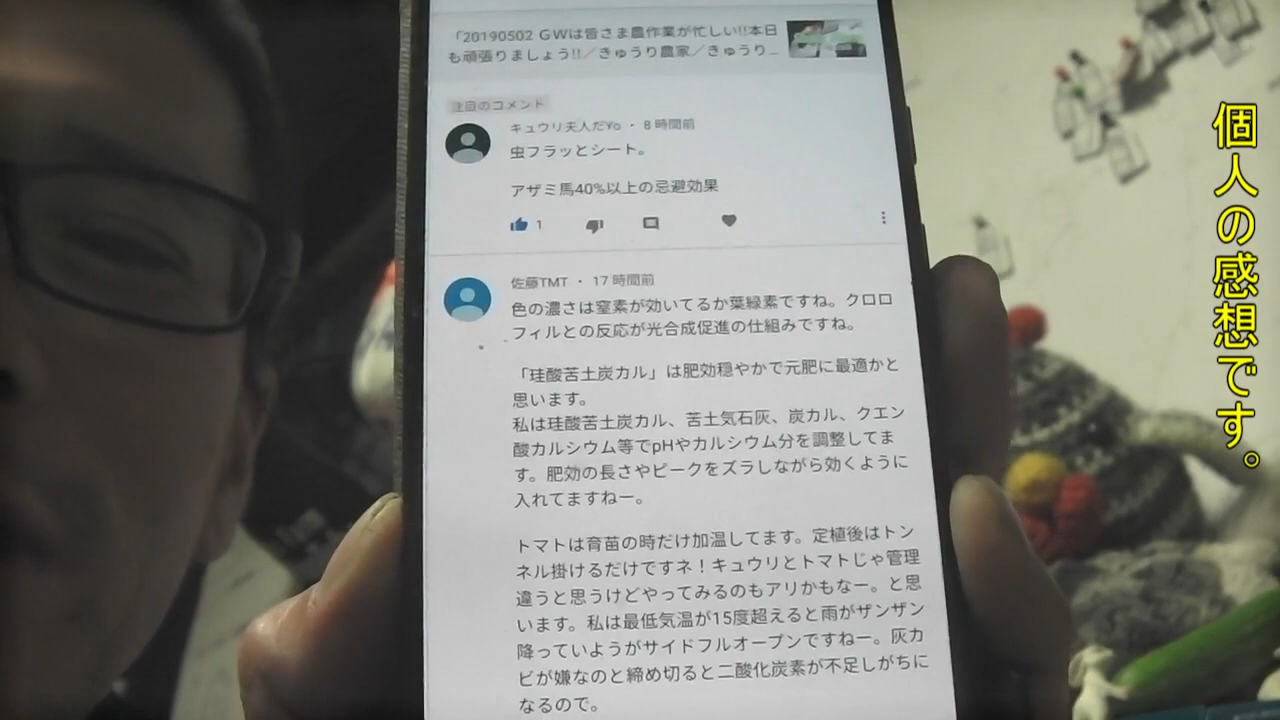 「20190502 GWは皆さま農作業が忙しい!!本日
も頑張りましょう!!／きゅうり農家／きゅうり...
注目のコメント
キュウリ夫人だYo ・ 8 時間前
虫フラッとシート。
アザミ馬40%以上の忌避効果
1
佐藤TMT ・ 17 時間前
色の濃さは窒素が効いてるか葉緑素ですね。クロロ
フィルとの反応が光合成促進の仕組みですね。
「珪酸苦土炭カル」は肥効穏やかで元肥に最適かと
思います。
私は珪酸苦土炭カル、苦土気石灰、炭カル、クエン
酸カルシウム等でpHやカルシウム分を調整してま
す。肥効の長さやピークをズラしながら効くように
入れてますねー。
トマトは育苗の時だけ加温してます。定植後はトン
ネル掛けるだけですネ！キュウリとトマトじゃ管理
違うと思うけどやってみるのもアリかもなー。と思
います。私は最低気温が15度超えると雨がザンザン
降っていようがサイドフルオープンですねー。灰カ
ビが嫌なのと締め切ると二酸化炭素が不足しがちに
なるので。
個人の感想です。